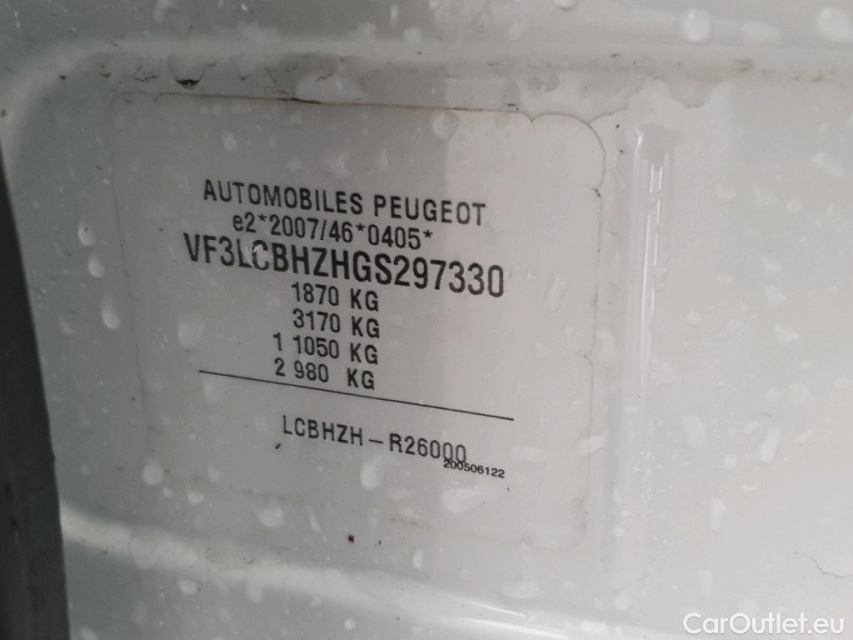 AUTOMOBILES PEUGEOT
e2*2007/46*0405*
VF3LCBHZHGS297330
1870 KG
3170 KG
1 1050 KG
2 980 KG
LCBHZH-R26000
200506122
CarOutlet.eu